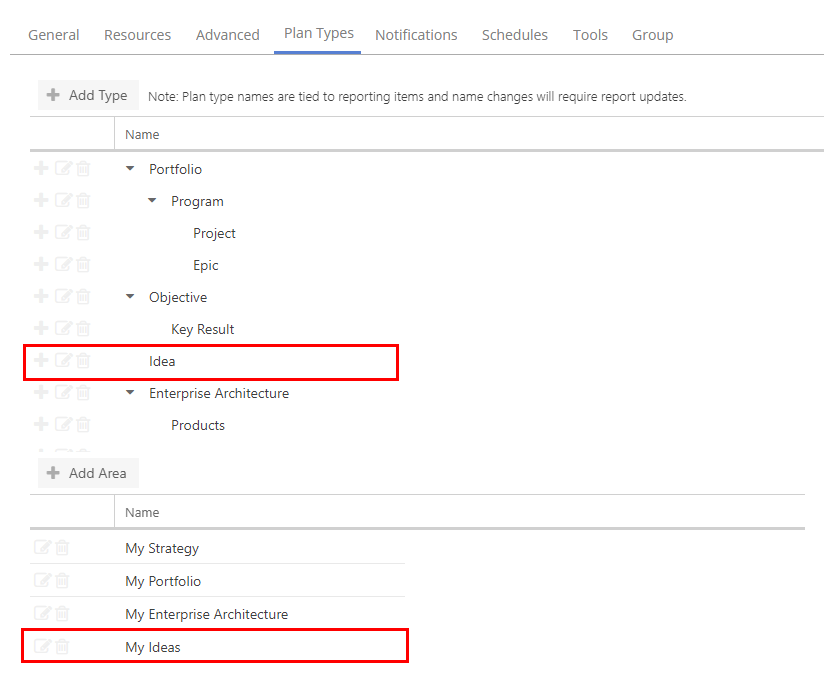 General Resources Advanced Plan Types Notifications Schedules Tools Group
Add Type Note: Plan type names are tied to reporting items and name changes will require report updates.
Name
Portfolio
Program
Project
Epic
Objective
Key Result
Idea
Enterprise Architecture
Products
Add Area
Name
My Strategy
My Portfolio
My Enterprise Architecture
My Ideas